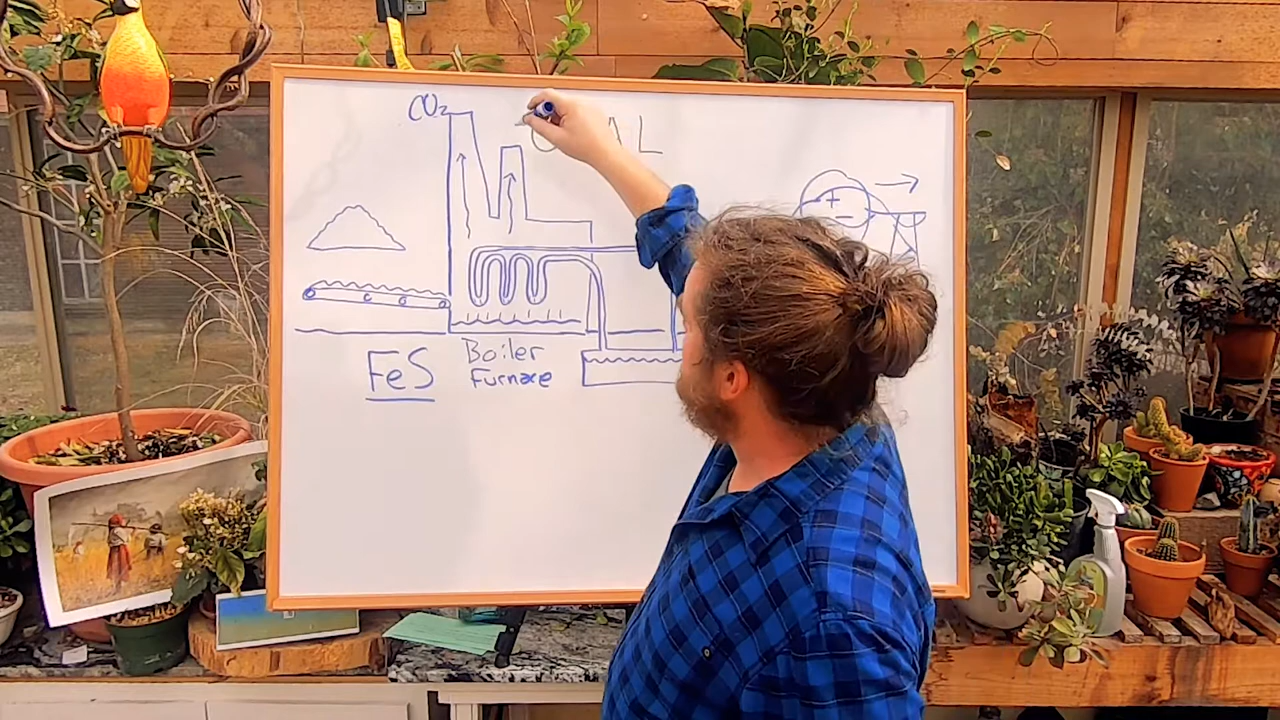 CO₂
+
−
Boiler
Furnace
FeS